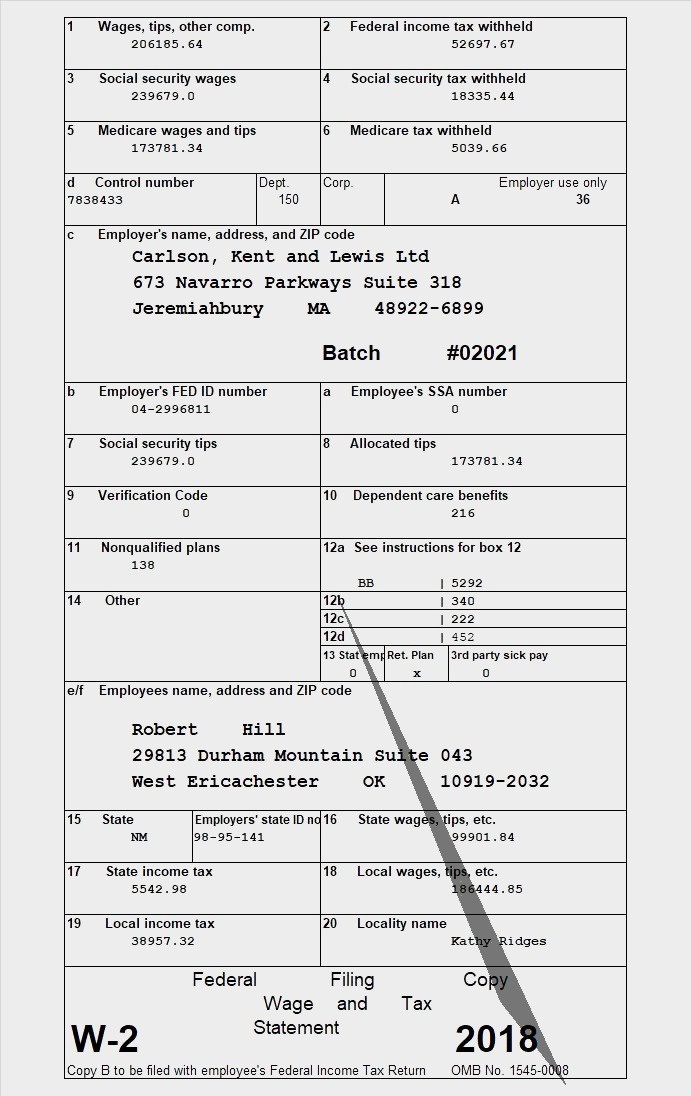 1 Wages, tips, other comp. 2 Federal income tax withheld
206185.64 52697.67
3 Social security wages 4 Social security tax withheld
239679.0 18335.44
5 Medicare wages and tips 6 Medicare tax withheld
173781.34 5039.66
d Control number Dept. Corp. Employer use only
7838433 150 A 36
c Employer's name, address, and ZIP code
Carlson, Kent and Lewis Ltd
673 Navarro Parkways Suite 318
Jeremiahbury MA 48922-6899
Batch #02021
b Employer's FED ID number a Employee's SSA number
04-2996811 0
7 Social security tips 8 Allocated tips
239679.0 173781.34
9 Verification Code 10 Dependent care benefits
0 216
11 Nonqualified plans 12a See instructions for box 12
138
BB | 5292
14 Other 12b | 340
12c | 222
12d | 452
13 Stat emp Ret. Plan 3rd party sick pay
0 x 0
e/f Employees name, address and ZIP code
Robert Hill
29813 Durham Mountain Suite 043
West Ericachester OK 10919-2032
15 State Employers' state ID no 16 State wages, tips, etc.
NM 98-95-141 99901.84
17 State income tax 18 Local wages, tips, etc.
5542.98 186444.85
19 Local income tax 20 Locality name
38957.32 Kathy Ridges
Federal Filing Copy
Wage and Tax
Statement
W-2 2018
Copy B to be filed with employee's Federal Income Tax Return OMB No. 1545-0008